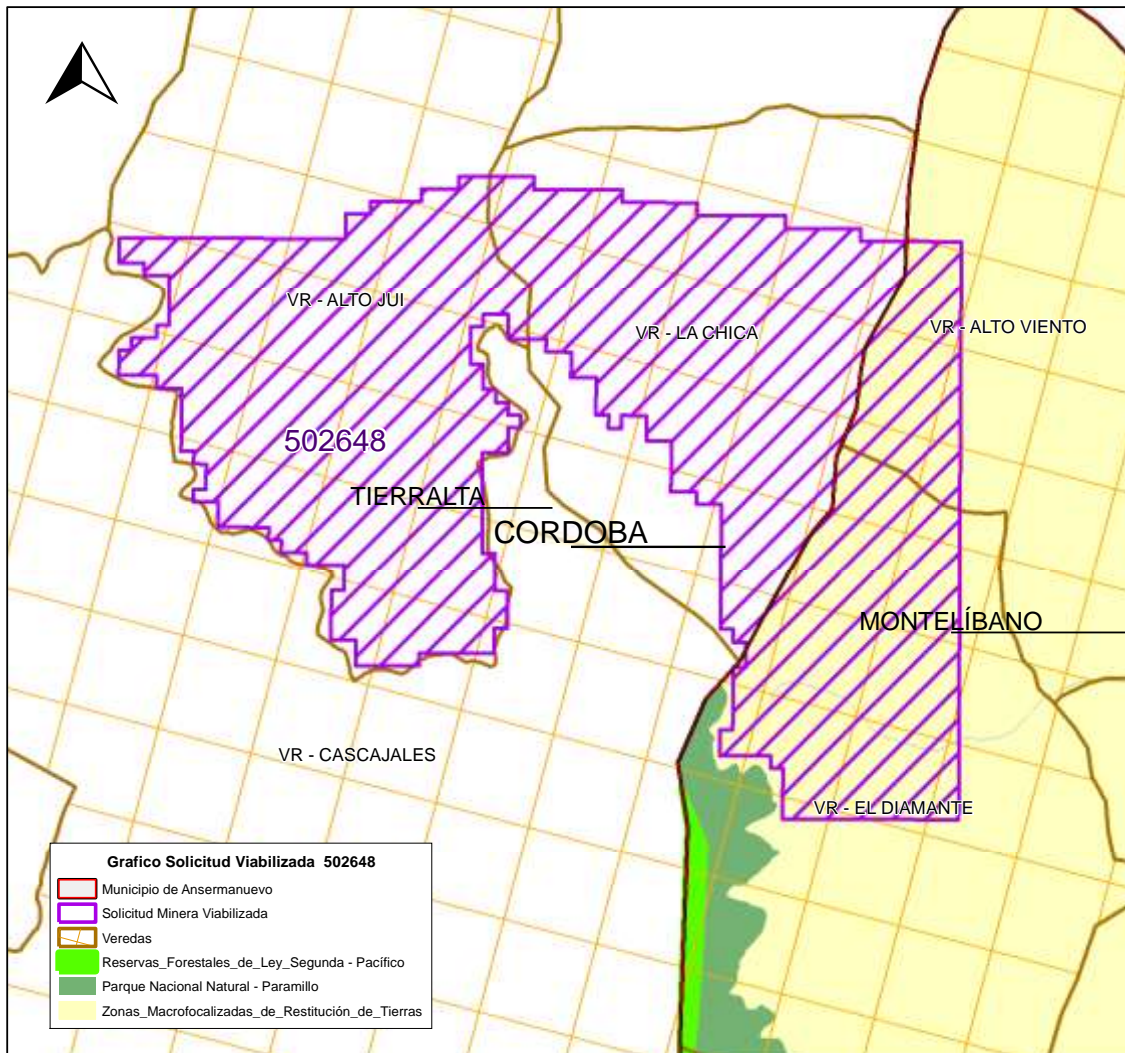 VR - ALTO JUI
VR - LA CHICA
VR - ALTO VIENTO
502648
TIERRALTA
CORDOBA
MONTELÍBANO
VR - CASCAJALES
VR - EL DIAMANTE
Grafico Solicitud Viabilizada 502648
Municipio de Ansermanuevo
Solicitud Minera Viabilizada
Veredas
Reservas_Forestales_de_Ley_Segunda - Pacífico
Parque Nacional Natural - Paramillo
Zonas_Macrofocalizadas_de_Restitución_de_Tierras